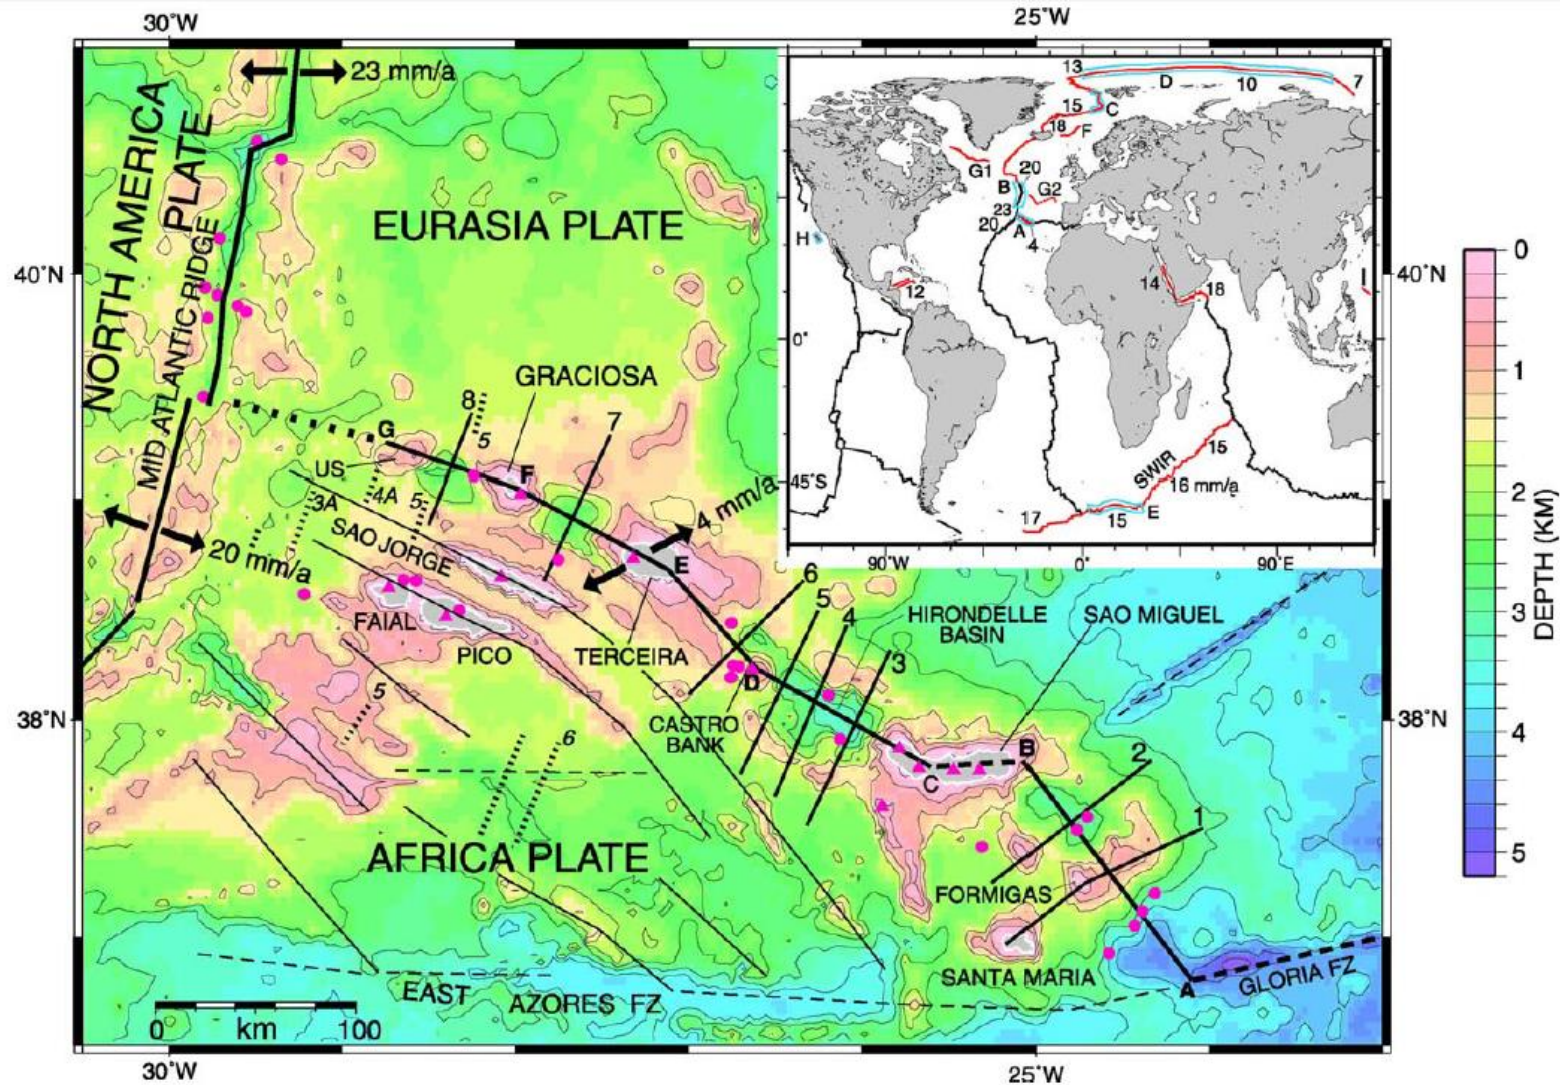 30°W
25°W
23 mm/a
NORTH AMERICA
PLATE
MID ATLANTIC RIDGE
EURASIA PLATE
40°N
40°N
GRACIOSA
8
5
7
G
F
US
4A
5
3A
SAO JORGE
4 mm/a
E
20 mm/a
FAIAL
PICO
TERCEIRA
6
5
4
3
HIRONDELLE
BASIN
SAO MIGUEL
D
CASTRO
BANK
38°N
38°N
5
6
B
C
2
1
AFRICA PLATE
FORMIGAS
SANTA MARIA
A
GLORIA FZ
EAST
AZORES FZ
0
km
100
30°W
25°W
13
D
10
7
15
C
18
F
G1
20
B
G2
23
20
A
4
H
12
14
18
I
0°
45°S
SWIR
15
16 mm/a
17
15
E
90°W
0°
90°E
0
1
2
3
4
5
DEPTH (KM)